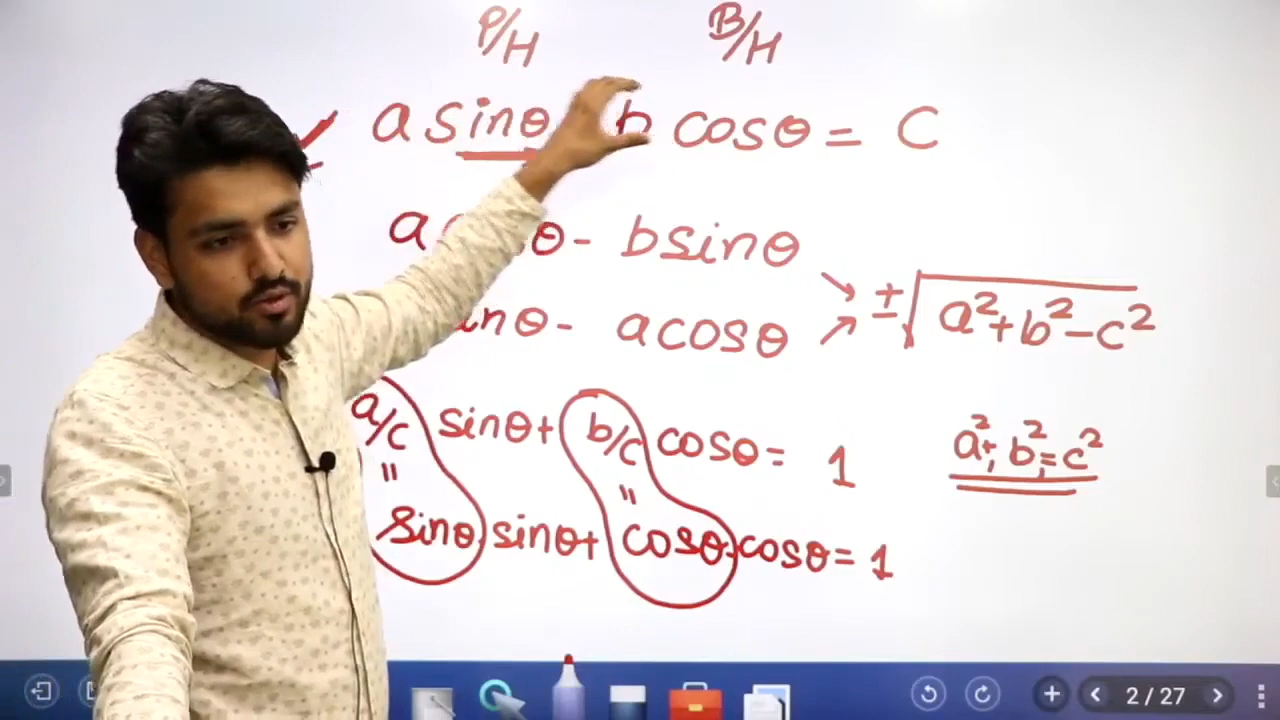 P/H B/H
a sinθ b cosθ = C
a θ - bsinθ
inθ - acosθ
±√a²+b²-c²
a/c sinθ+ b/c cosθ = 1
a²+b²=c²
" "
sinθ sinθ+ cosθ.cosθ = 1
2 / 27